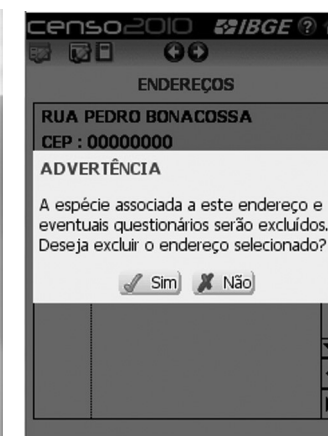 censo2010 IBGE ?
ENDEREÇOS
RUA PEDRO BONACOSSA
CEP : 00000000
ADVERTÊNCIA
A espécie associada a este endereço e
eventuais questionários serão excluídos.
Deseja excluir o endereço selecionado?
Sim Não